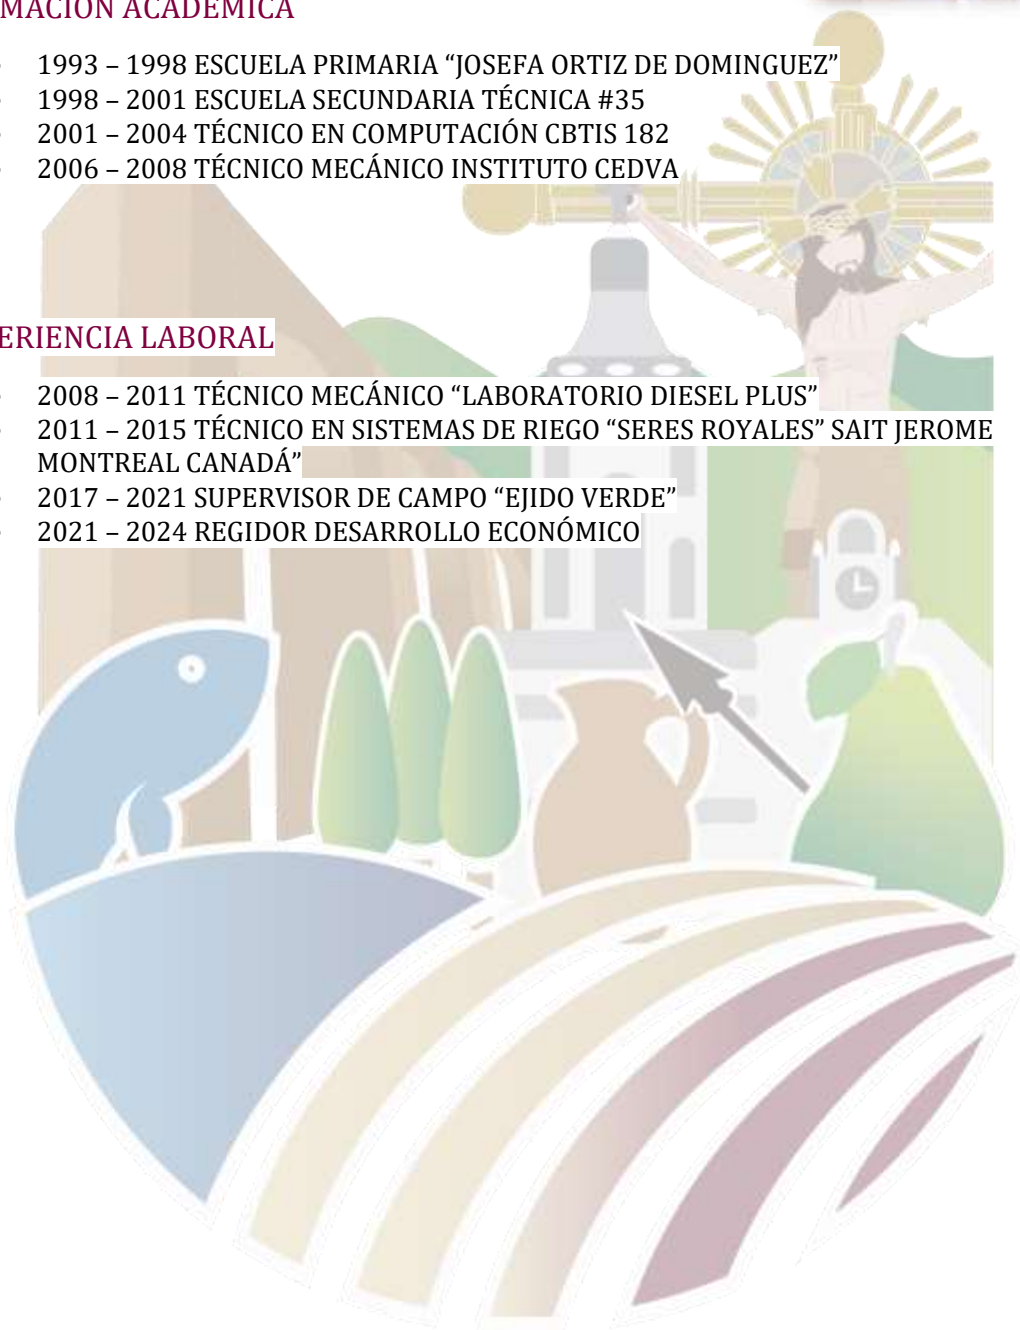 MACIÓN ACADÉMICA
1993 – 1998 ESCUELA PRIMARIA “JOSEFA ORTIZ DE DOMINGUEZ”
1998 – 2001 ESCUELA SECUNDARIA TÉCNICA #35
2001 – 2004 TÉCNICO EN COMPUTACIÓN CBTIS 182
2006 – 2008 TÉCNICO MECÁNICO INSTITUTO CEDVA
ERIENCIA LABORAL
2008 – 2011 TÉCNICO MECÁNICO “LABORATORIO DIESEL PLUS”
2011 – 2015 TÉCNICO EN SISTEMAS DE RIEGO “SERES ROYALES” SAIT JEROME
MONTREAL CANADÁ”
2017 – 2021 SUPERVISOR DE CAMPO “EJIDO VERDE”
2021 – 2024 REGIDOR DESARROLLO ECONÓMICO